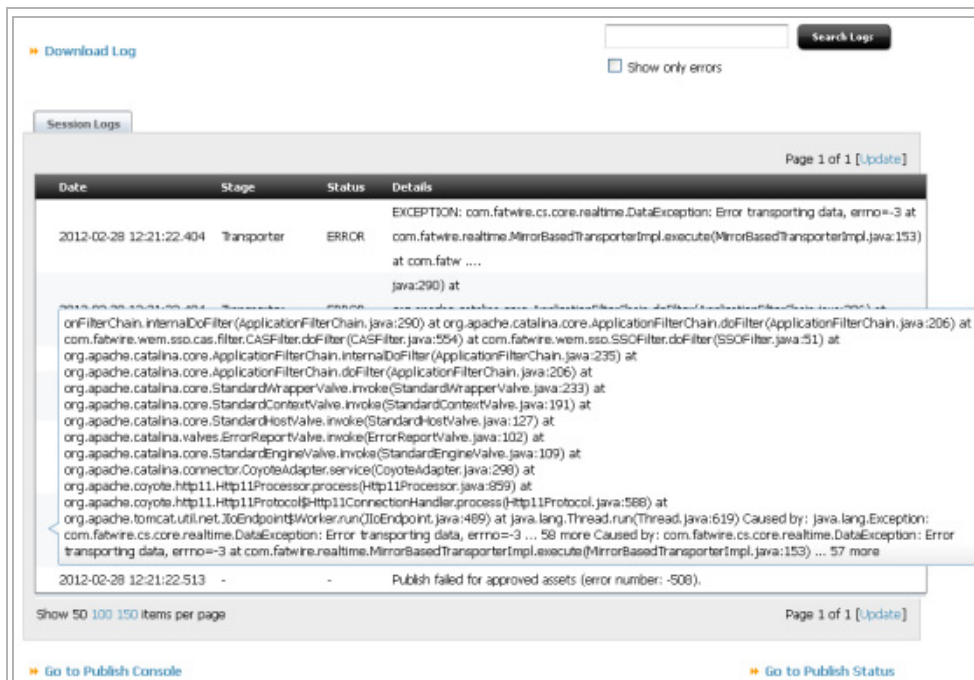 Search Logs
Download Log
Show only errors
Session Logs
Page 1 of 1 [Update]
Date Stage Status Details
EXCEPTION: com.fatwire.cs.core.realtime.DataException: Error transporting data, errno=-3 at
2012-02-28 12:21:22.404 Transporter ERROR com.fatwire.realtime.MirrorBasedTransporterImpl.execute(MirrorBasedTransporterImpl.java:153)
at com.fatw ....
java:290) at
onFilterChain.internalDoFilter(ApplicationFilterChain.java:290) at org.apache.catalina.core.ApplicationFilterChain.doFilter(ApplicationFilterChain.java:206) at
com.fatwire.wem.sso.cas.filter.CASFilter.doFilter(CASFilter.java:554) at com.fatwire.wem.sso.SSOFilter.doFilter(SSOFilter.java:51) at
org.apache.catalina.core.ApplicationFilterChain.internalDoFilter(ApplicationFilterChain.java:235) at
org.apache.catalina.core.ApplicationFilterChain.doFilter(ApplicationFilterChain.java:206) at
org.apache.catalina.core.StandardWrapperValve.invoke(StandardWrapperValve.java:233) at
org.apache.catalina.core.StandardContextValve.invoke(StandardContextValve.java:191) at
org.apache.catalina.core.StandardHostValve.invoke(StandardHostValve.java:127) at
org.apache.catalina.valves.ErrorReportValve.invoke(ErrorReportValve.java:102) at
org.apache.catalina.core.StandardEngineValve.invoke(StandardEngineValve.java:109) at
org.apache.catalina.connector.CoyoteAdapter.service(CoyoteAdapter.java:298) at
org.apache.coyote.http11.Http11Processor.process(Http11Processor.java:859) at
org.apache.coyote.http11.Http11Protocol$Http11ConnectionHandler.process(Http11Protocol.java:588) at
org.apache.tomcat.util.net.JIoEndpoint$Worker.run(JIoEndpoint.java:489) at java.lang.Thread.run(Thread.java:619) Caused by: java.lang.Exception:
com.fatwire.cs.core.realtime.DataException: Error transporting data, errno=-3 ... 58 more Caused by: com.fatwire.cs.core.realtime.DataException: Error
transporting data, errno=-3 at com.fatwire.realtime.MirrorBasedTransporterImpl.execute(MirrorBasedTransporterImpl.java:153) ... 57 more
2012-02-28 12:21:22.513 - - Publish failed for approved assets (error number: -508).
Show 50 100 150 items per page Page 1 of 1 [Update]
Go to Publish Console Go to Publish Status